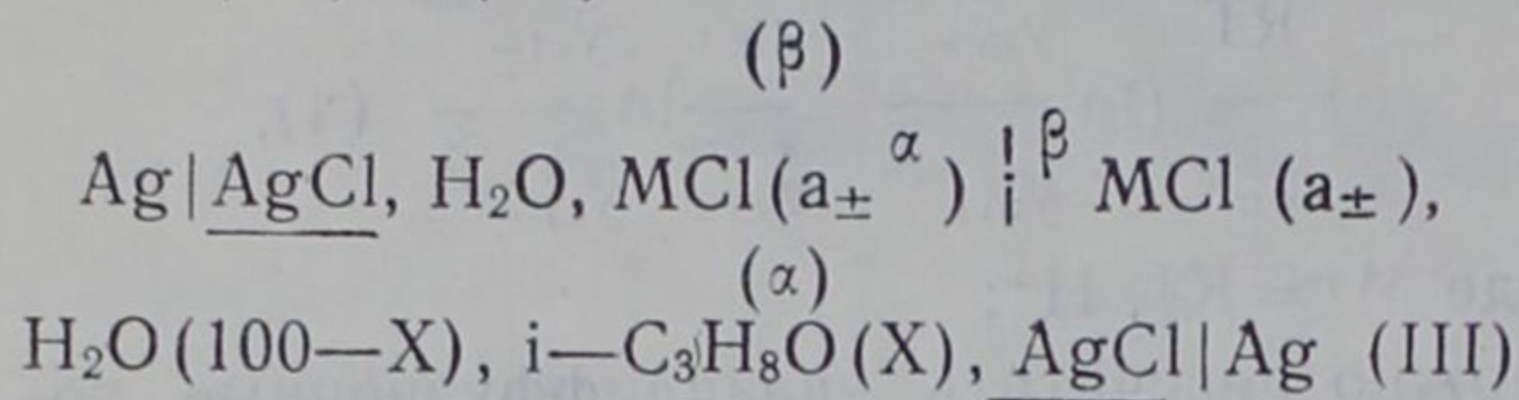 (β)
Ag|AgCl, H₂O, MCl(a± α) ¦ β MCl (a±),
(α)
H₂O(100—X), i—C₃H₈O(X), AgCl|Ag (III)